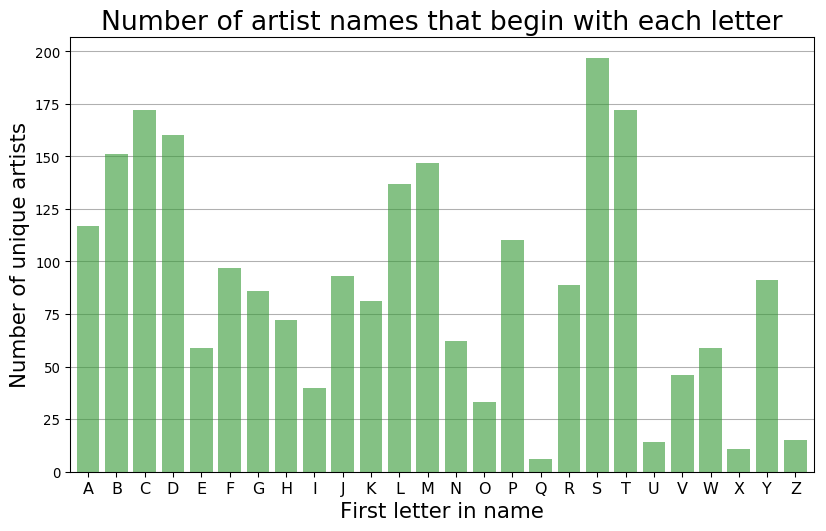 Number of artist names that begin with each letter
Number of unique artists
200
175
150
125
100
75
50
25
0
A B C D E F G H I J K L M N O P Q R S T U V W X Y Z
First letter in name